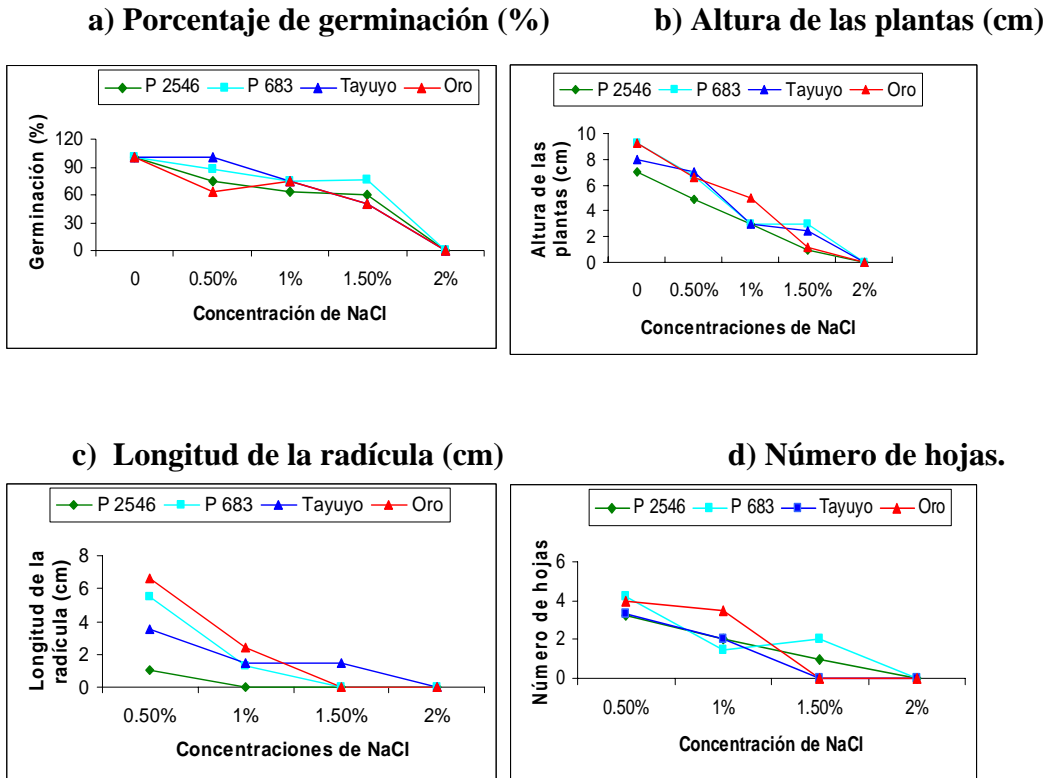 a) Porcentaje de germinación (%)
b) Altura de las plantas (cm)
P 2546 P 683 Tayuyo Oro
Germinación (%)
120
90
60
30
0
0 0.50% 1% 1.50% 2%
Concentración de NaCl
P 2546 P 683 Tayuyo Oro
Altura de las
plantas (cm)
10
8
6
4
2
0
0 0.50% 1% 1.50% 2%
Concentraciones de NaCl
c) Longitud de la radícula (cm)
d) Número de hojas.
P 2546 P 683 Tayuyo Oro
Longitud de la
radícula (cm)
8
6
4
2
0
0.50% 1% 1.50% 2%
Concentraciones de NaCl
P 2546 P 683 Tayuyo Oro
Número de hojas
6
4
2
0
0.50% 1% 1.50% 2%
Concentración de NaCl